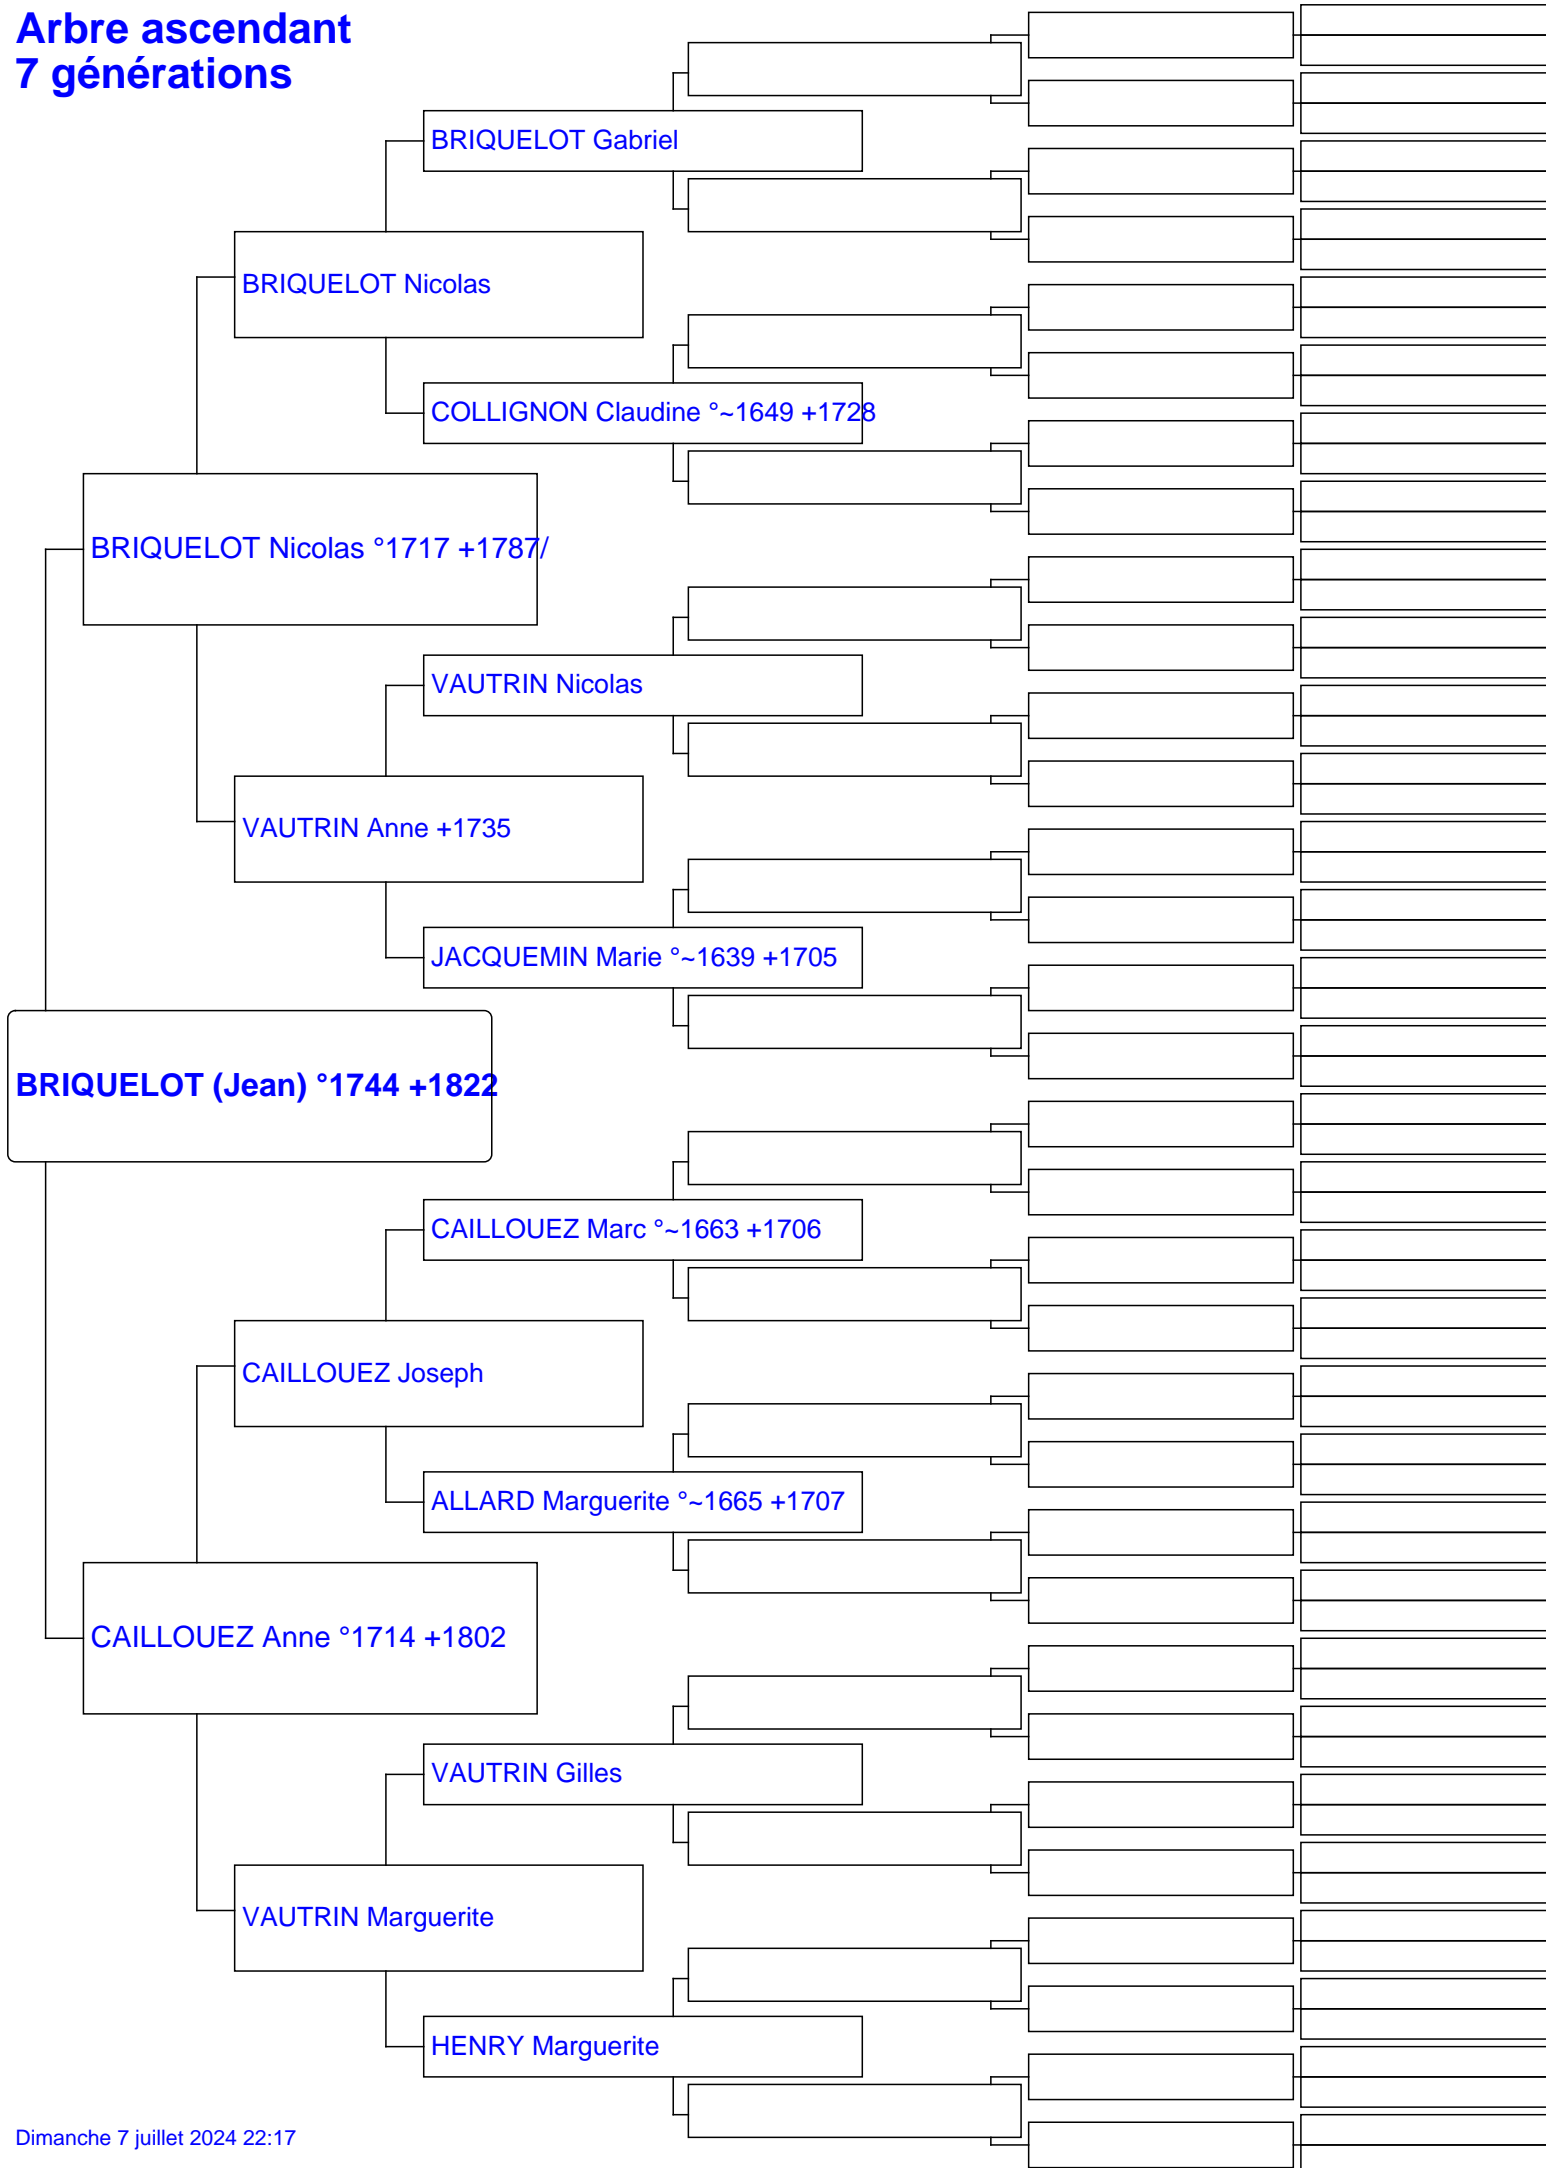 Arbre ascendant
7 générations
BRIQUELOT Gabriel
BRIQUELOT Nicolas
COLLIGNON Claudine °~1649 +1728
BRIQUELOT Nicolas °1717 +1787/
VAUTRIN Nicolas
VAUTRIN Anne +1735
JACQUEMIN Marie °~1639 +1705
BRIQUELOT (Jean) °1744 +1822
CAILLOUEZ Marc °~1663 +1706
CAILLOUEZ Joseph
ALLARD Marguerite °~1665 +1707
CAILLOUEZ Anne °1714 +1802
VAUTRIN Gilles
VAUTRIN Marguerite
HENRY Marguerite
Dimanche 7 juillet 2024 22:17